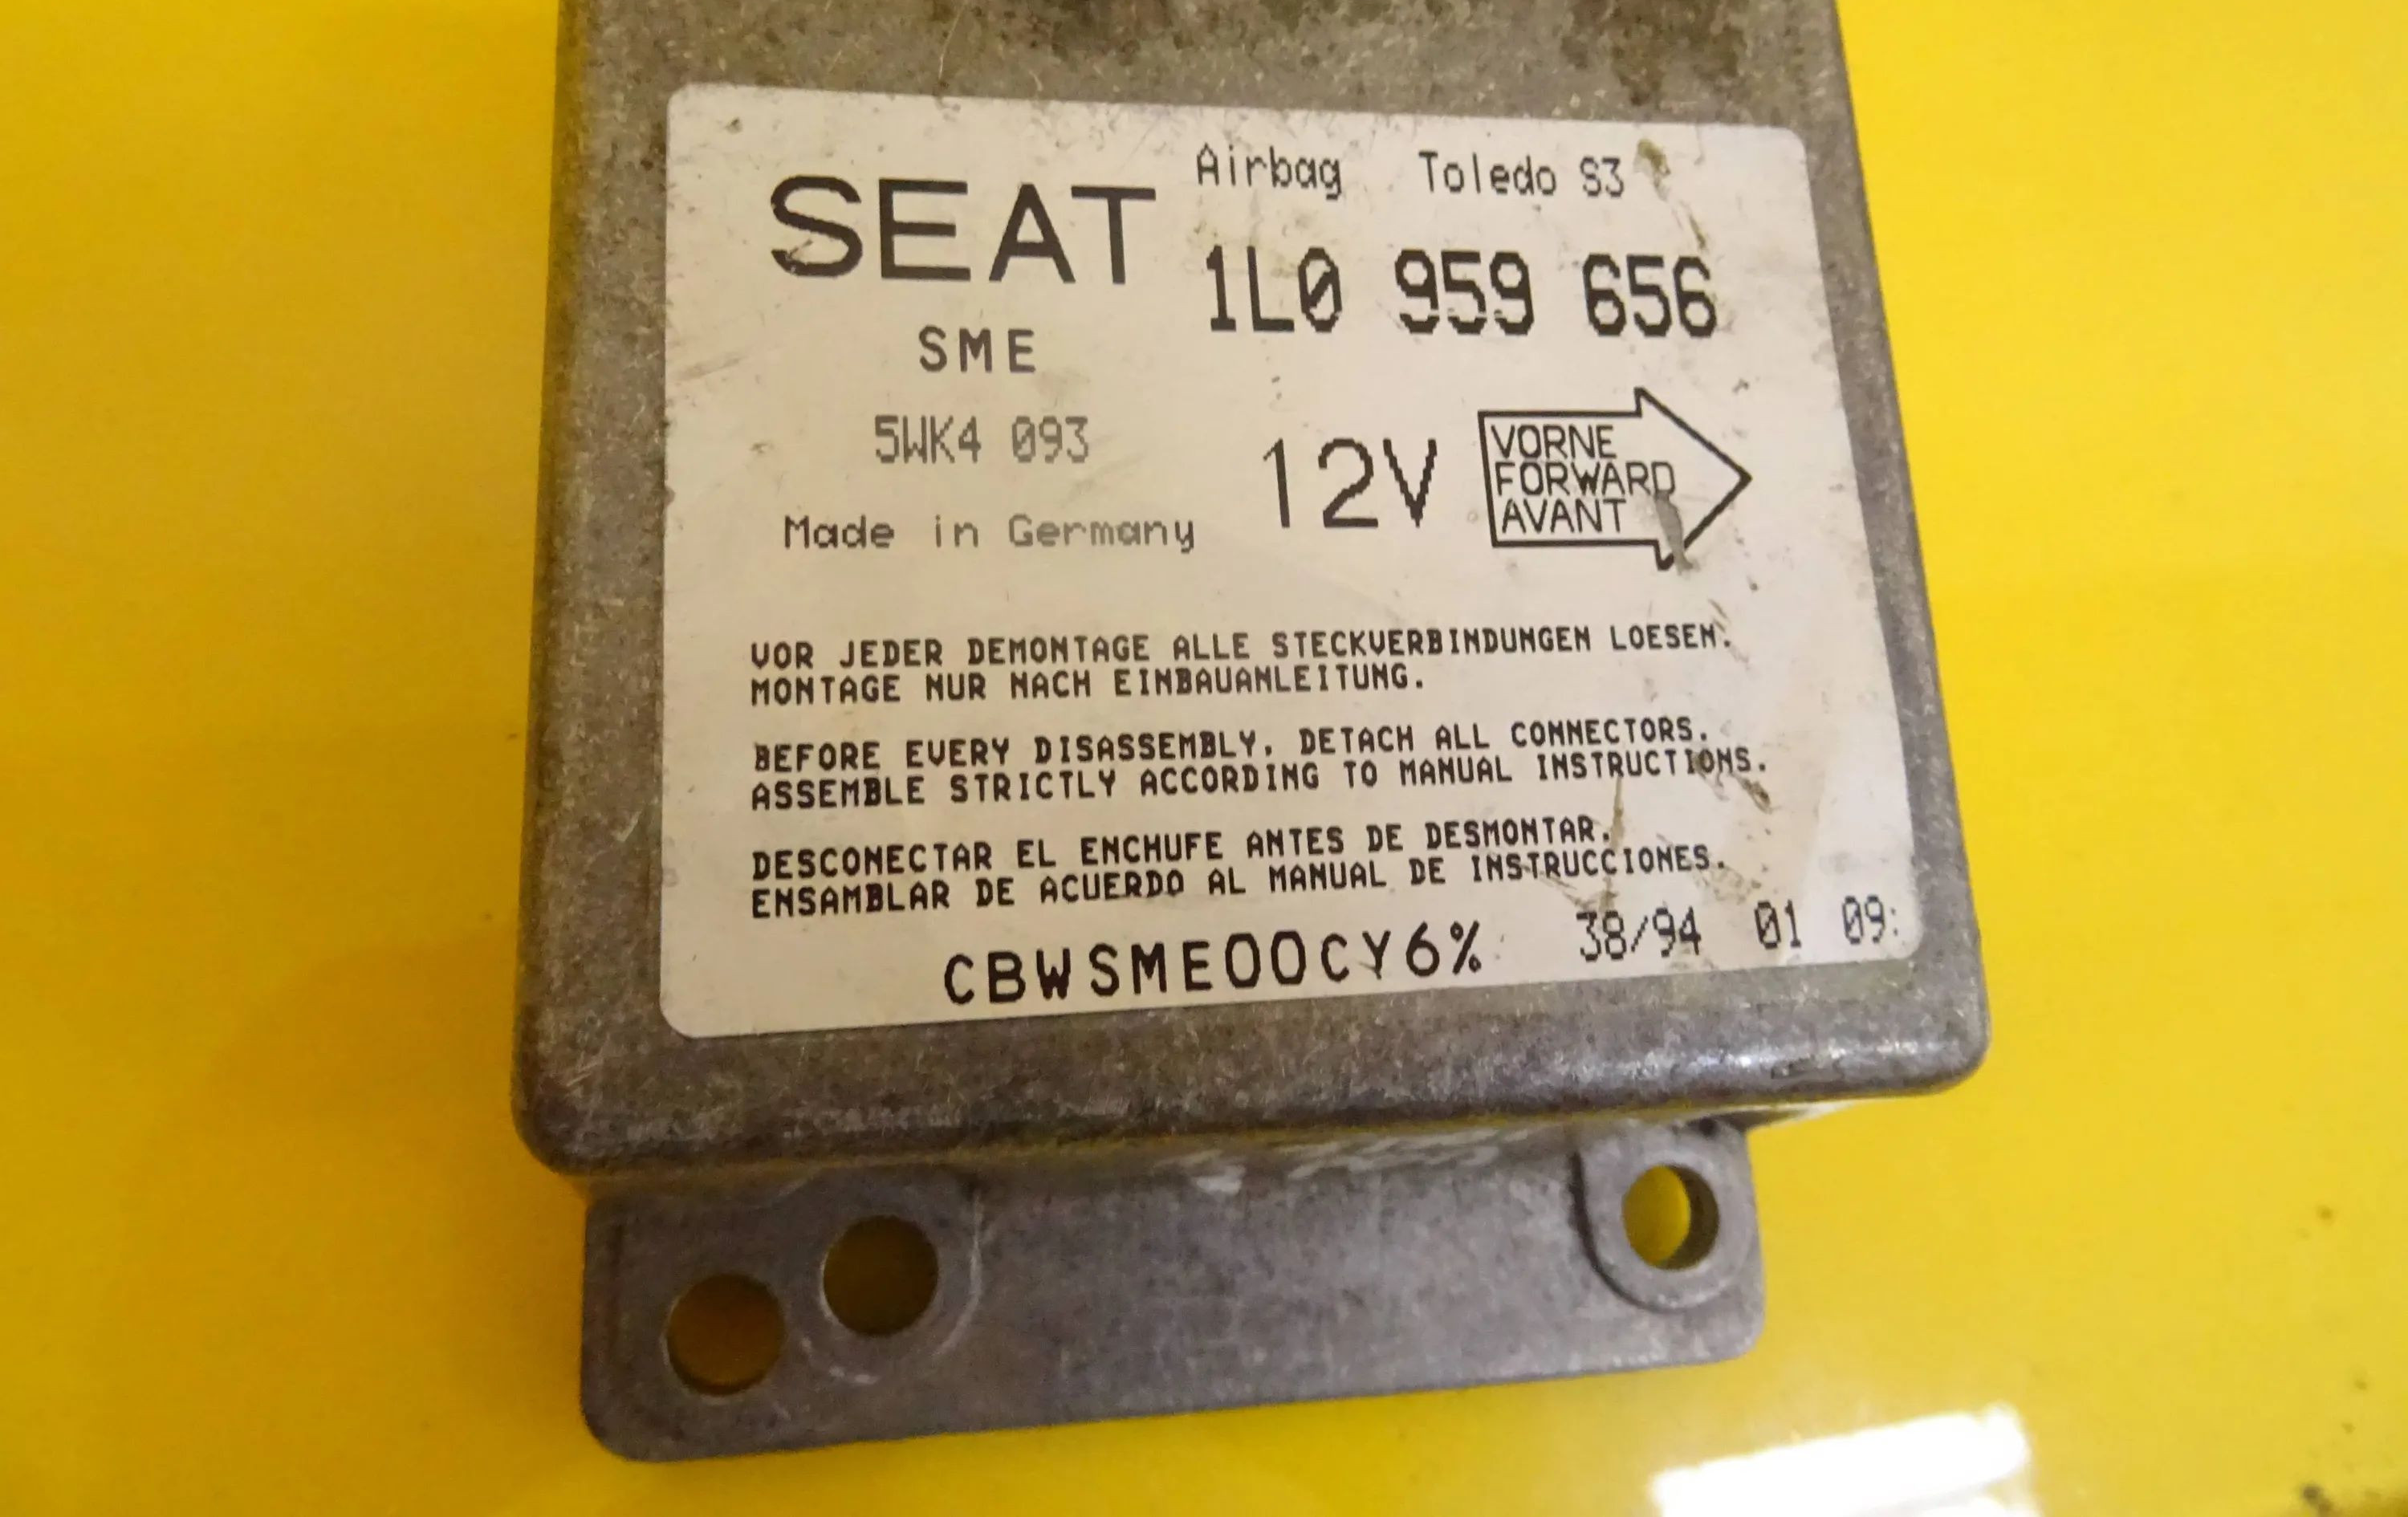 Airbag Toledo S3
SEAT 1L0 959 656
SME
5WK4 093
12V
VORNE
FORWARD
AVANT
Made in Germany
VOR JEDER DEMONTAGE ALLE STECKVERBINDUNGEN LOESEN.
MONTAGE NUR NACH EINBAUANLEITUNG.
BEFORE EVERY DISASSEMBLY, DETACH ALL CONNECTORS.
ASSEMBLE STRICTLY ACCORDING TO MANUAL INSTRUCTIONS.
DESCONECTAR EL ENCHUFE ANTES DE DESMONTAR.
ENSAMBLAR DE ACUERDO AL MANUAL DE INSTRUCCIONES.
CBWSME00CY6% 38/94 01 09: